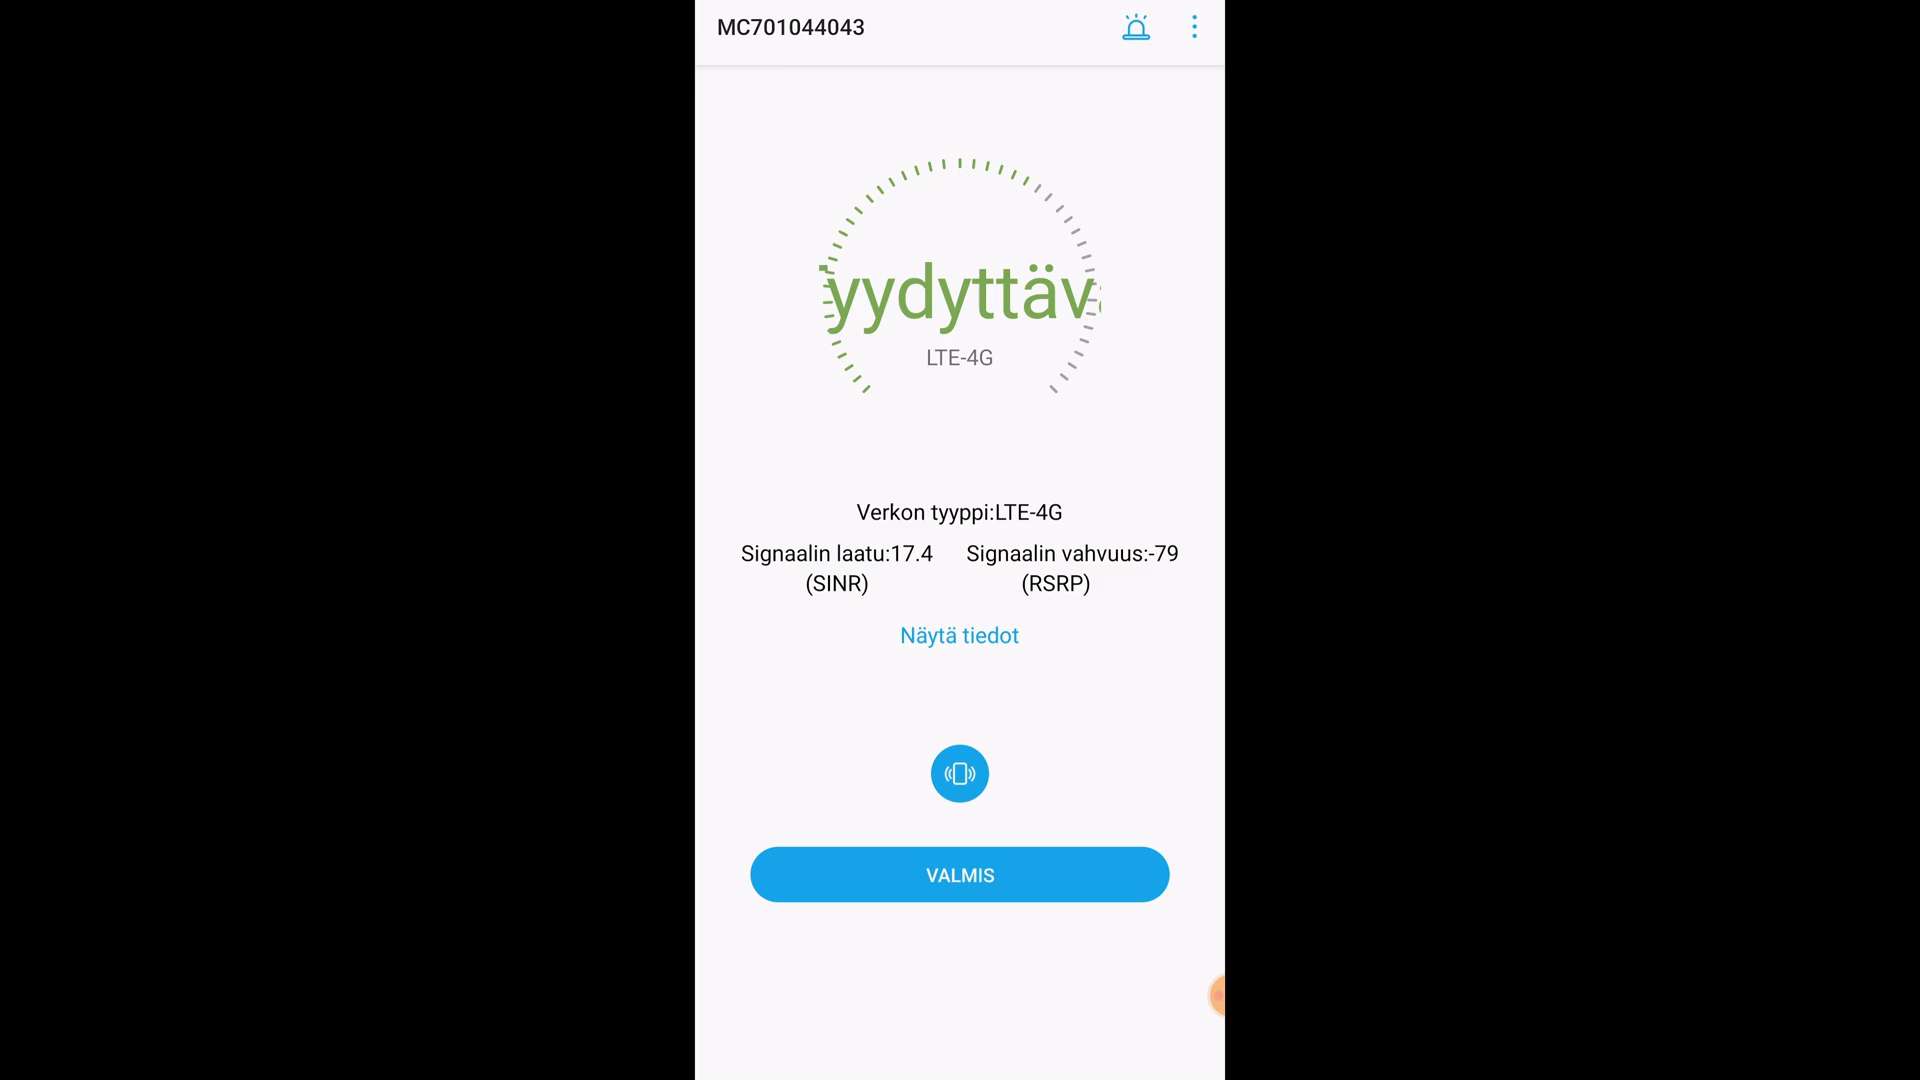 MC701044043
yydyttäv
LTE-4G
Verkon tyyppi:LTE-4G
Signaalin laatu:17.4 Signaalin vahvuus:-79
(SINR) (RSRP)
Näytä tiedot
VALMIS